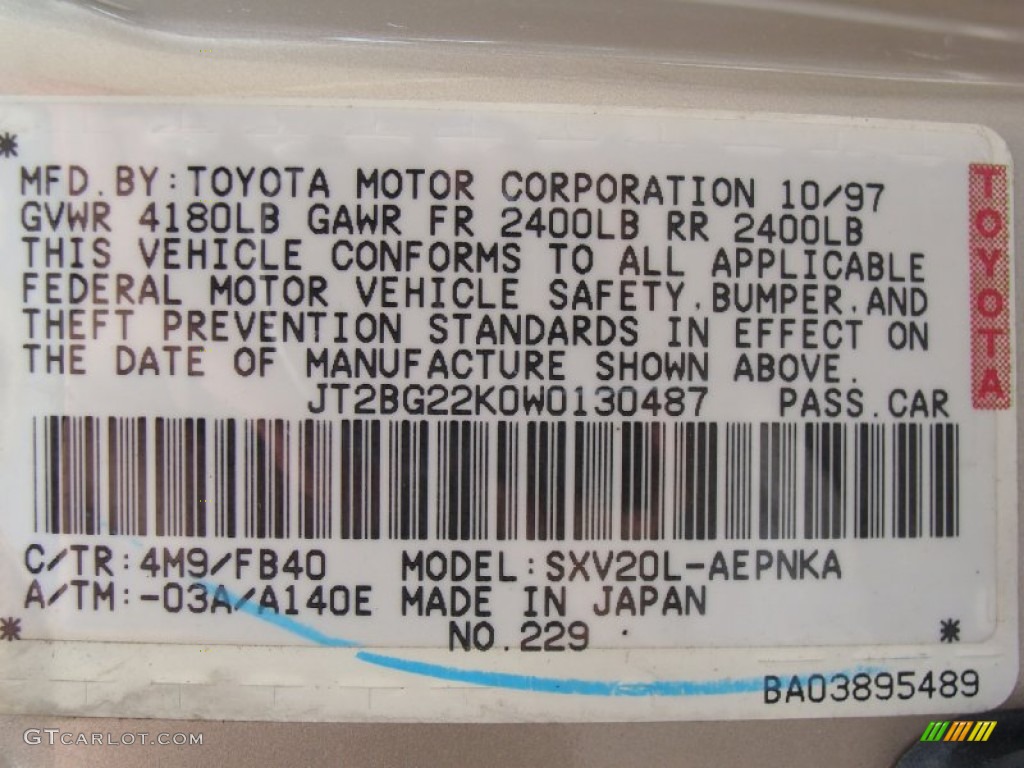 MFD.BY:TOYOTA MOTOR CORPORATION 10/97
GVWR 4180LB GAWR FR 2400LB RR 2400LB
THIS VEHICLE CONFORMS TO ALL APPLICABLE
FEDERAL MOTOR VEHICLE SAFETY.BUMPER.AND
THEFT PREVENTION STANDARDS IN EFFECT ON
THE DATE OF MANUFACTURE SHOWN ABOVE.
JT2BG22K0W0130487 PASS.CAR
TOYOTA
C/TR:4M9/FB40 MODEL:SXV20L-AEPNKA
A/TM:-03A/A140E MADE IN JAPAN
NO.229
BA03895489
GTCARLOT.COM